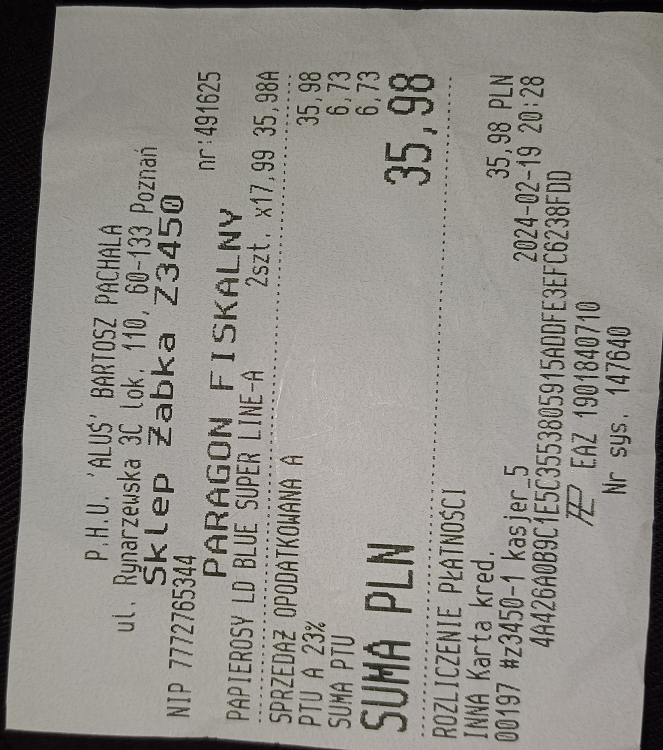 P.H.U. 'ALUŚ' BARTOSZ PACHALA
ul. Rynarzewska 3C lok. 110, 60-133 Poznań
Sklep Żabka Z3450
NIP 7772765344 nr:491625
PARAGON FISKALNY
PAPIEROSY LD BLUE SUPER LINE-A
2szt. x17,99 35,98A
SPRZEDAŻ OPODATKOWANA A 35,98
PTU A 23% 6,73
SUMA PTU 6,73
SUMA PLN 35,98
ROZLICZENIE PŁATNOŚCI
INNA Karta kred. 35,98 PLN
00197 #z3450-1 kasjer_5 2024-02-19 20:28
4A426A0B9C1E5C3553805915ADDFE3EFC6238FDD
EAZ 1901840710
Nr sys. 147640